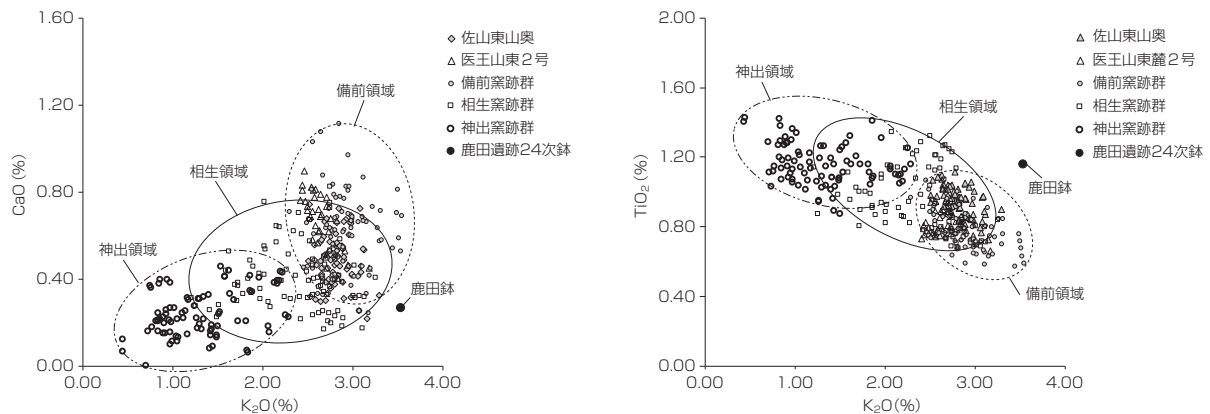 1.60
1.20
0.80
0.40
0.00
CaO(%)
0.00
1.00
2.00
3.00
4.00
K₂O(%)
神出領域
相生領域
備前領域
鹿田鉢
佐山東山奥
医王山東2号
備前窯跡群
相生窯跡群
神出窯跡群
鹿田遺跡24次鉢
2.00
1.60
1.20
0.80
0.40
0.00
TiO₂(%)
0.00
1.00
2.00
3.00
4.00
K₂O(%)
神出領域
相生領域
鹿田鉢
備前領域
佐山東山奥
医王山東麓2号
備前窯跡群
相生窯跡群
神出窯跡群
鹿田遺跡24次鉢